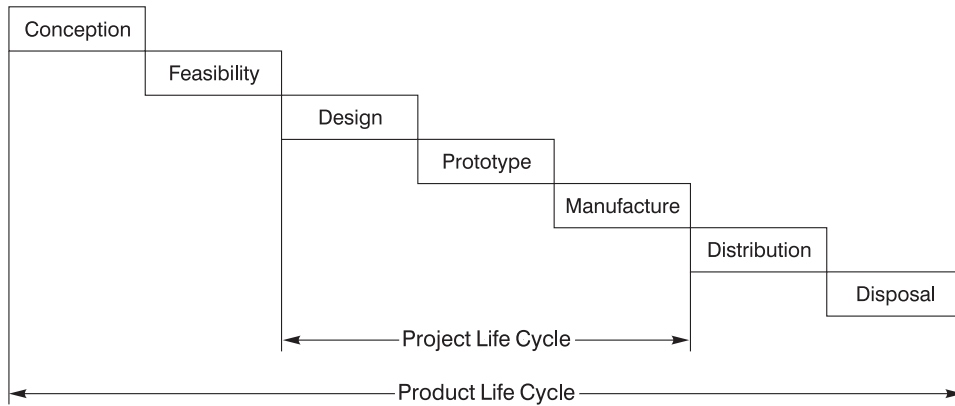 Conception
Feasibility
Design
Prototype
Manufacture
Distribution
Disposal
Project Life Cycle
Product Life Cycle